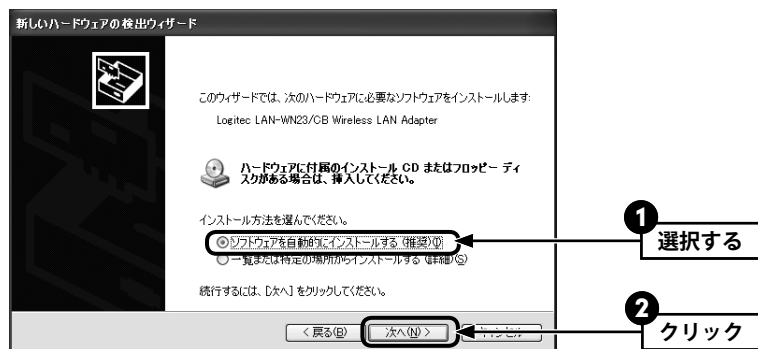 新しいハードウェアの検出ウィザード
このウィザードでは、次のハードウェアに必要なソフトウェアをインストールします:
Logitec LAN-WN23/CB Wireless LAN Adapter
ハードウェアに付属のインストール CD またはフロッピー ディ
スクがある場合は、挿入してください。
インストール方法を選んでください。
ソフトウェアを自動的にインストールする (推奨)(I)
一覧または特定の場所からインストールする (詳細)(S)
続行するには、[次へ] をクリックしてください。
< 戻る(B)
次へ(N) >
キャンセル
1
選択する
2
クリック